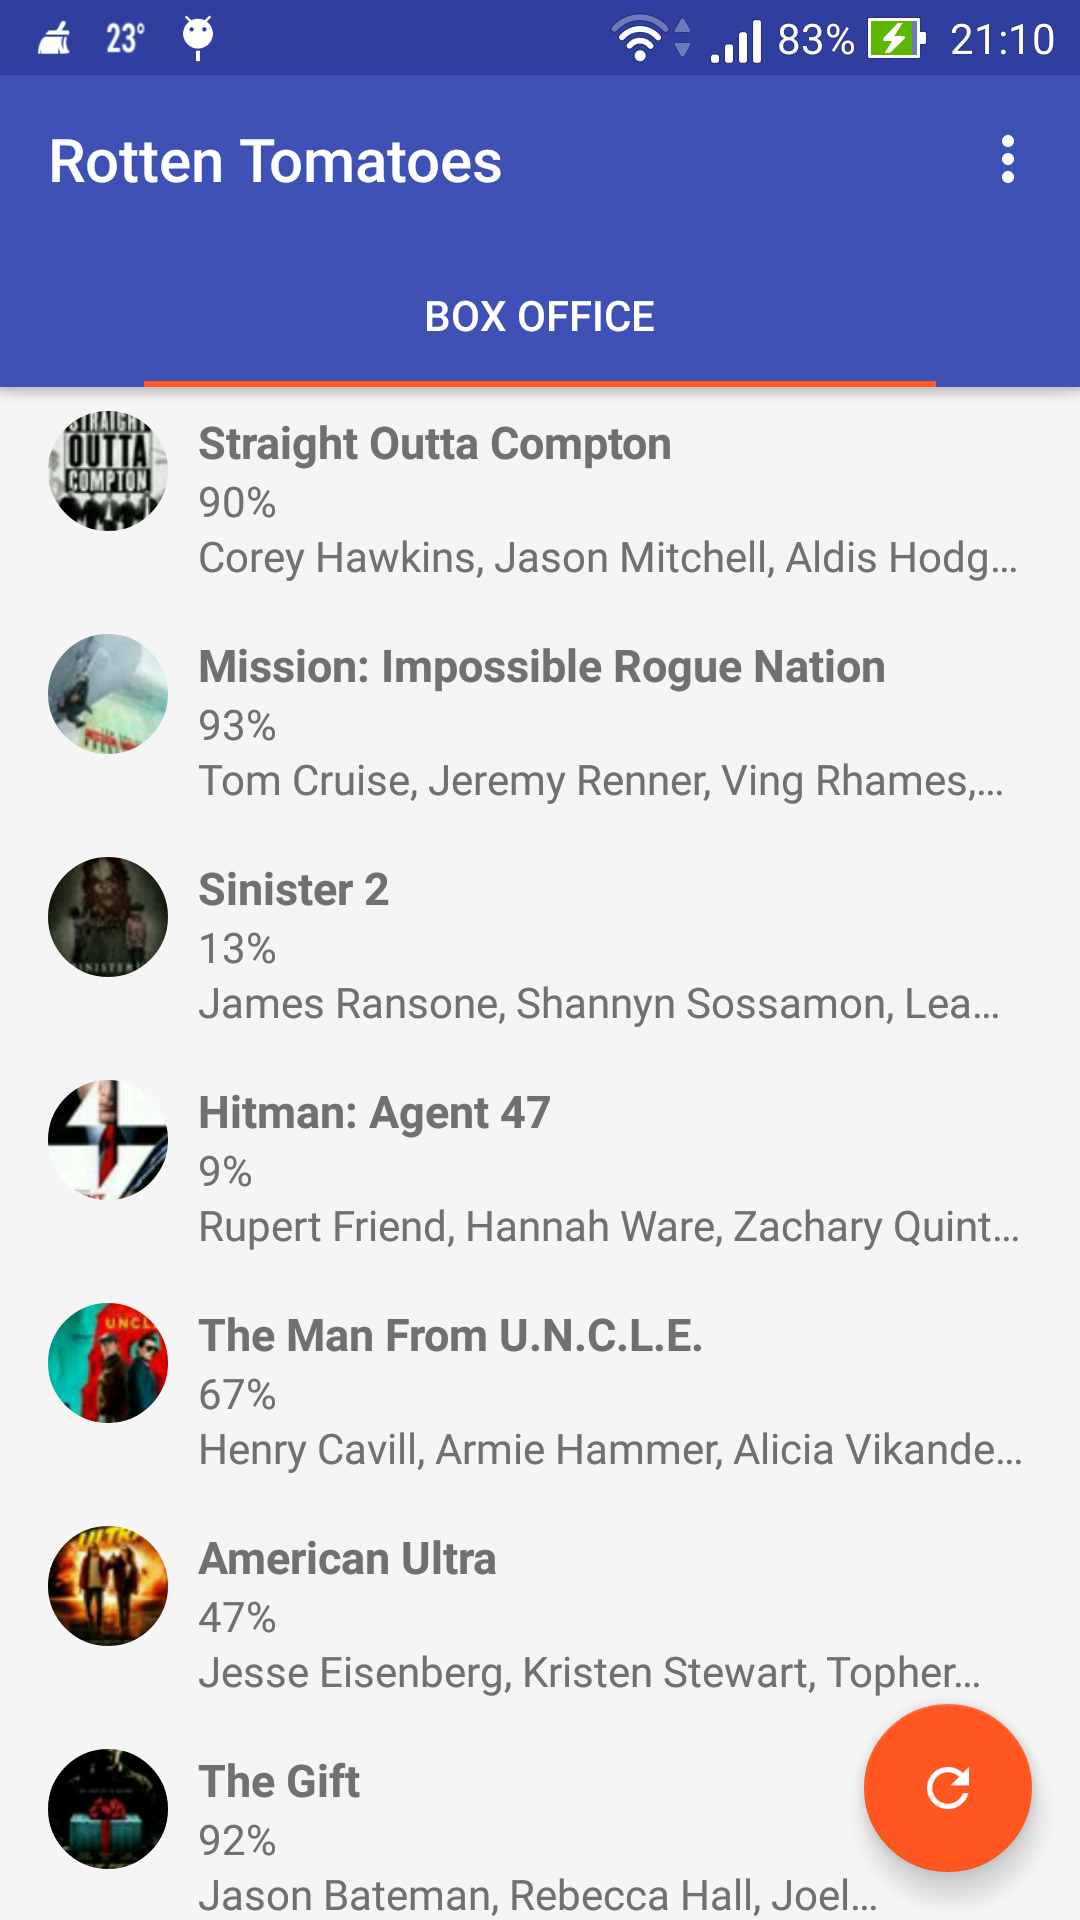 23°
83%
21:10
Rotten Tomatoes
BOX OFFICE
STRAIGHT
OUTTA
COMPTON
Straight Outta Compton
90%
Corey Hawkins, Jason Mitchell, Aldis Hodg...
Mission: Impossible Rogue Nation
93%
Tom Cruise, Jeremy Renner, Ving Rhames,...
Sinister 2
13%
James Ransone, Shannyn Sossamon, Lea...
Hitman: Agent 47
9%
Rupert Friend, Hannah Ware, Zachary Quint...
UNCL
The Man From U.N.C.L.E.
67%
Henry Cavill, Armie Hammer, Alicia Vikande...
ULTRA
American Ultra
47%
Jesse Eisenberg, Kristen Stewart, Topher...
The Gift
92%
Jason Bateman, Rebecca Hall, Joel...